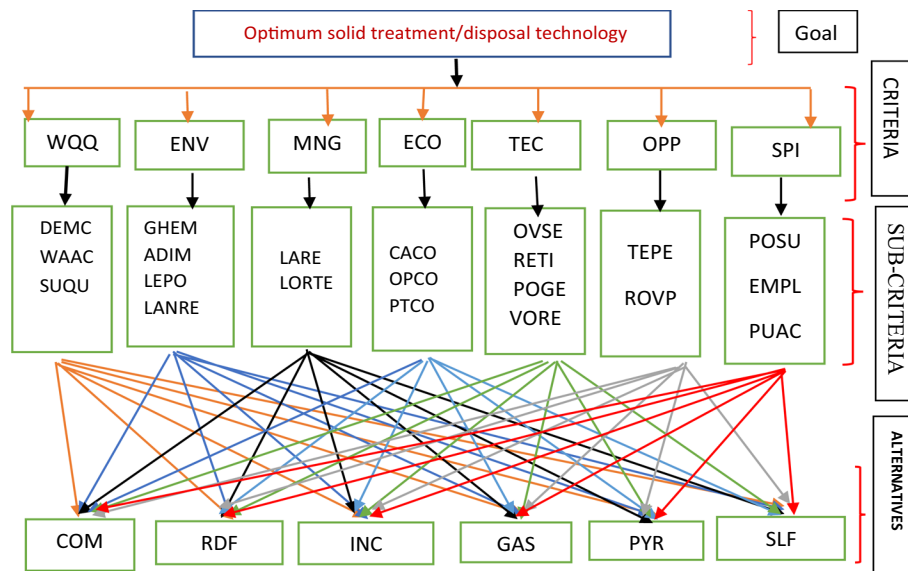 Optimum solid treatment/disposal technology
Goal
CRITERIA
WQQ
ENV
MNG
ECO
TEC
OPP
SPI
DEMC
WAAC
SUQU
GHEM
ADIM
LEPO
LANRE
LARE
LORTE
CACO
OPCO
PTCO
OVSE
RETI
POGE
VORE
TEPE
ROVP
POSU
EMPL
PUAC
SUB-CRITERIA
ALTERNATIVES
COM
RDF
INC
GAS
PYR
SLF